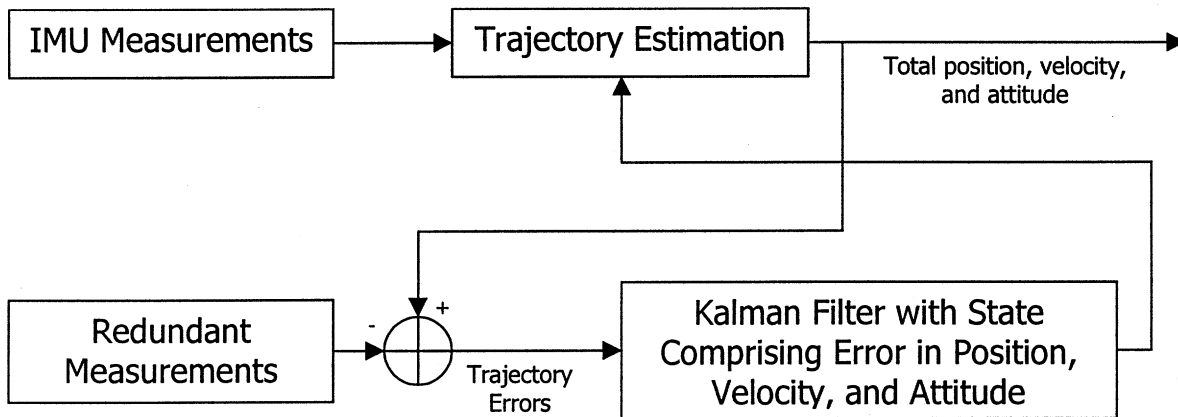 IMU Measurements
Trajectory Estimation
Total position, velocity,
and attitude
Redundant
Measurements
-
+
Trajectory
Errors
Kalman Filter with State
Comprising Error in Position,
Velocity, and Attitude